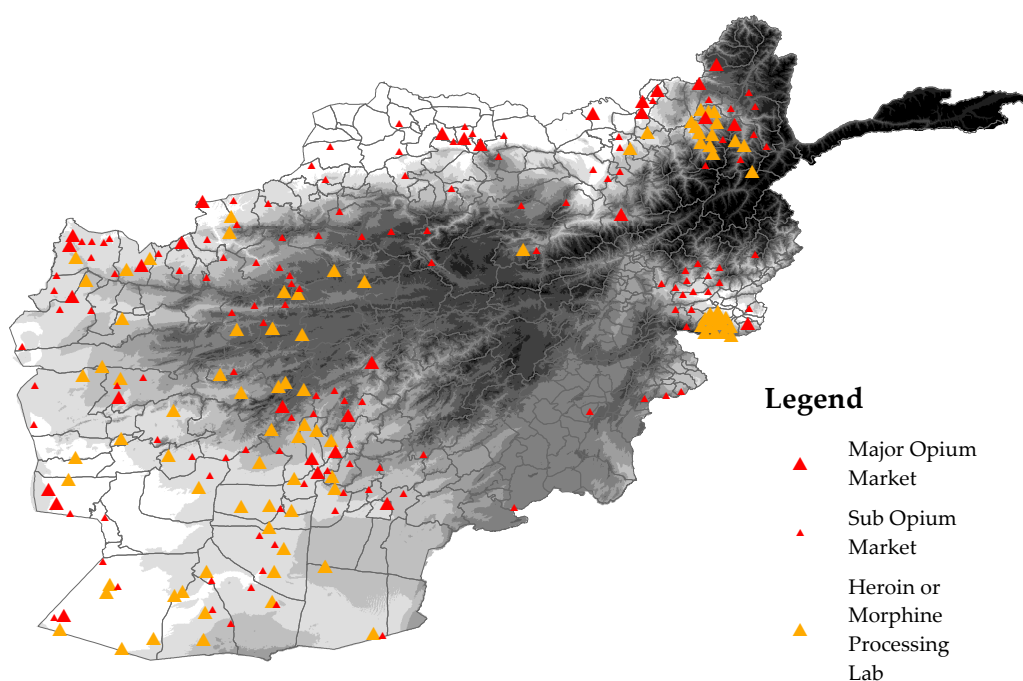 Legend
Major Opium
Market
Sub Opium
Market
Heroin or
Morphine
Processing
Lab